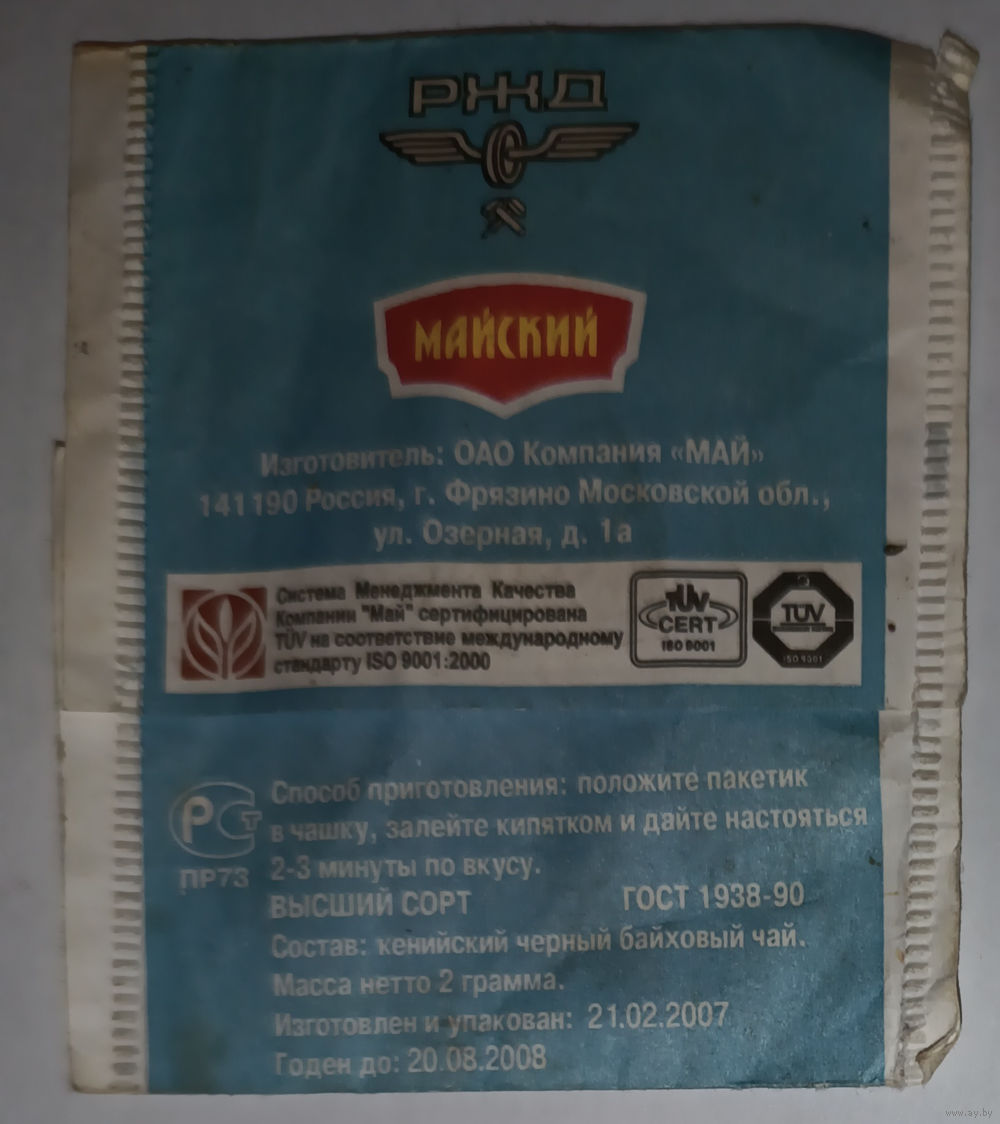 РЖД
МАЙСКИЙ
Изготовитель: ОАО Компания «МАЙ»
141190 Россия, г. Фрязино Московской обл.,
ул. Озерная, д. 1а
Система Менеджмента Качества
Компании "Май" сертифицирована
TÜV на соответствие международному
стандарту ISO 9001:2000
TÜV
CERT
ISO 9001
TÜV
ISO 9001
Способ приготовления: положите пакетик
в чашку, залейте кипятком и дайте настояться
2-3 минуты по вкусу.
РСТ
ПР73
ВЫСШИЙ СОРТ ГОСТ 1938-90
Состав: кенийский черный байховый чай.
Масса нетто 2 грамма.
Изготовлен и упакован: 21.02.2007
Годен до: 20.08.2008
www.ay.by